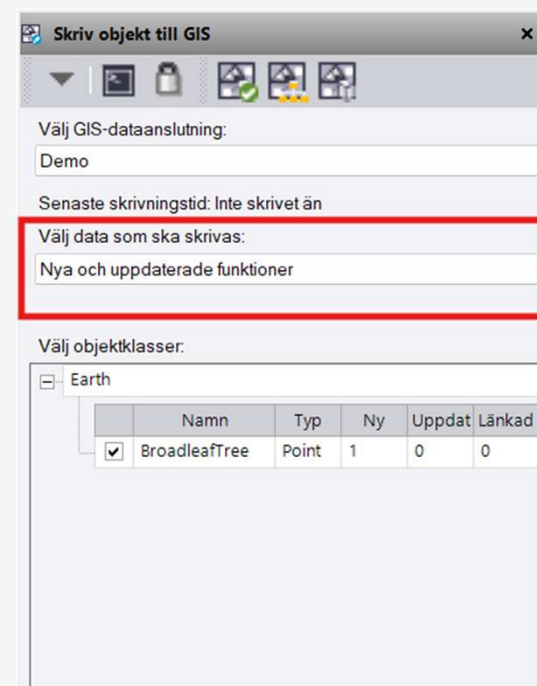 Skriv objekt till GIS
Välj GIS-dataanslutning:
Demo
Senaste skrivningstid: Inte skrivet än
Välj data som ska skrivas:
Nya och uppdaterade funktioner
Välj objektklasser:
Earth
Namn Typ Ny Uppdat Länkad
BroadleafTree Point 1 0 0